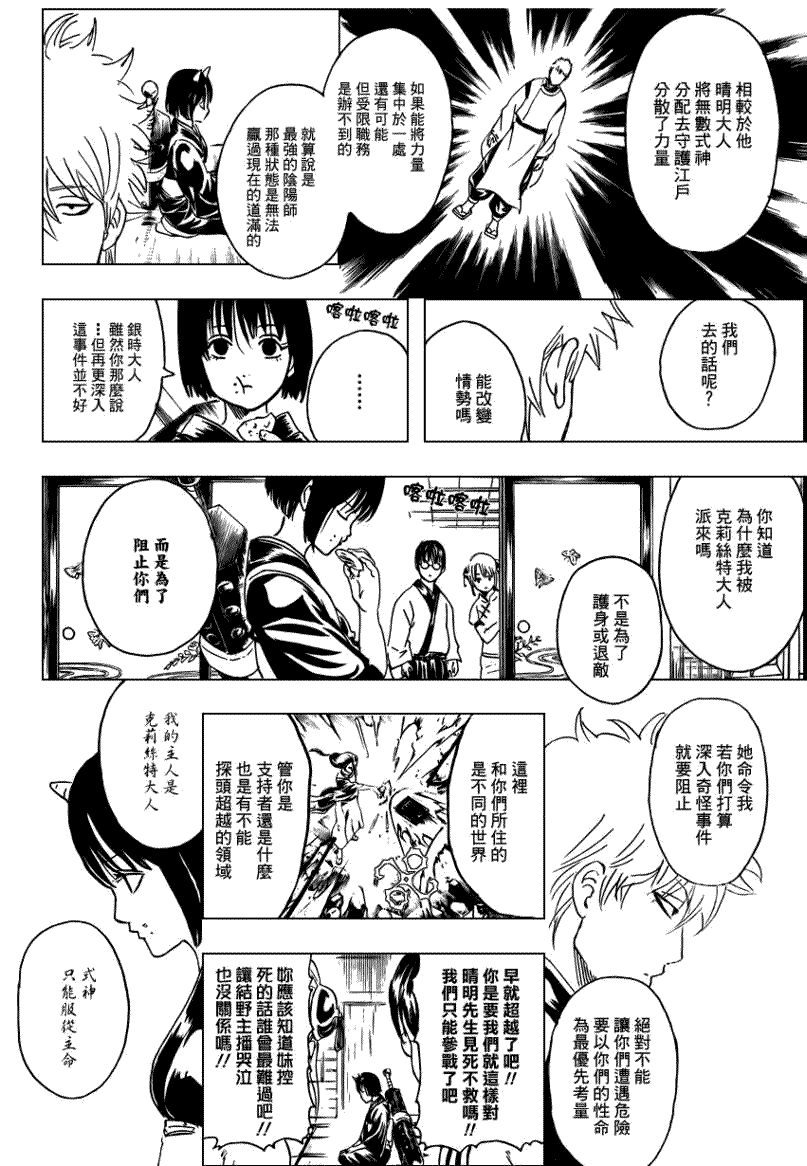 相較於他
晴明大人
將無數式神
分配去守護江戶
分散了力量
如果能將力量
集中於一處
還有可能
但受限職務
是辦不到的
就算說是
最強的陰陽師
那種狀態是無法
贏過現在的道滿的
我們
去的話呢？
能改變
情勢嗎
喀啦喀啦
……
銀時大人
雖然你那麼說
…但再更深入
這事件並不好
你知道
為什麼我被
克莉絲特大人
派來嗎
不是為了
護身或退敵
喀啦喀啦
而是為了
阻止你們
她命令我
若你們打算
深入奇怪事件
就要阻止
這裡
和你們所住的
是不同的世界
管你是
支持者還是什麼
也是有不能
探頭超越的領域
我的主人是
克莉絲特大人
絕對不能
讓你們遭遇危險
要以你們的性命
為最優先考量
早就超越了吧!!
你是要我們就這樣對
晴明先生見死不救嗎!!
我們只能參戰了吧
妳應該知道妹控
死的話誰會最難過吧!!
讓結野主播哭泣
也沒關係嗎!!
式神
只能服從主命